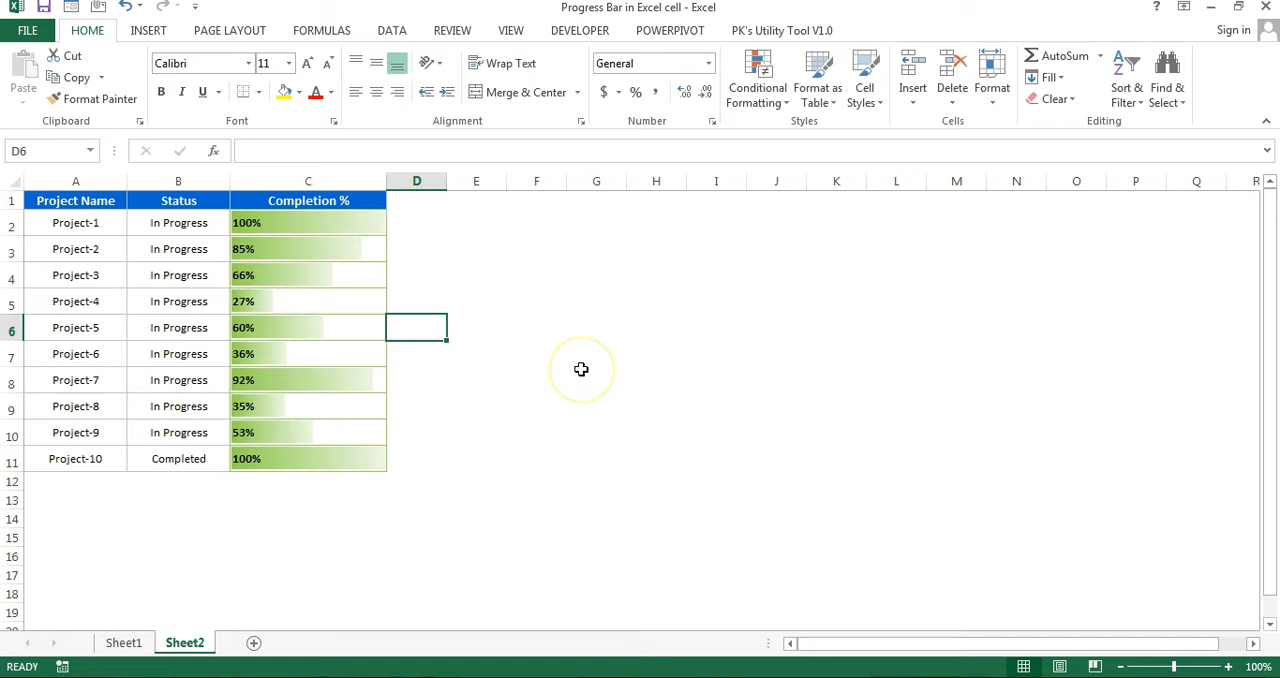 Progress Bar in Excel cell - Excel
?
FILE HOME INSERT PAGE LAYOUT FORMULAS DATA REVIEW VIEW DEVELOPER POWERPIVOT PK's Utility Tool V1.0 Sign in
Paste
Cut
Copy
Format Painter
Clipboard
Calibri 11
B I U
Font
Wrap Text
Merge & Center
Alignment
General
$ % ,
Number
Conditional
Formatting
Format as
Table
Cell
Styles
Styles
Insert
Delete
Format
Cells
AutoSum
Fill
Clear
Sort &
Filter
Find &
Select
Editing
D6 fx
A B C D E F G H I J K L M N O P Q R
1 Project Name Status Completion %
2 Project-1 In Progress 100%
3 Project-2 In Progress 85%
4 Project-3 In Progress 66%
5 Project-4 In Progress 27%
6 Project-5 In Progress 60%
7 Project-6 In Progress 36%
8 Project-7 In Progress 92%
9 Project-8 In Progress 35%
10 Project-9 In Progress 53%
11 Project-10 Completed 100%
12
13
14
15
16
17
18
19
Sheet1 Sheet2
READY 100%